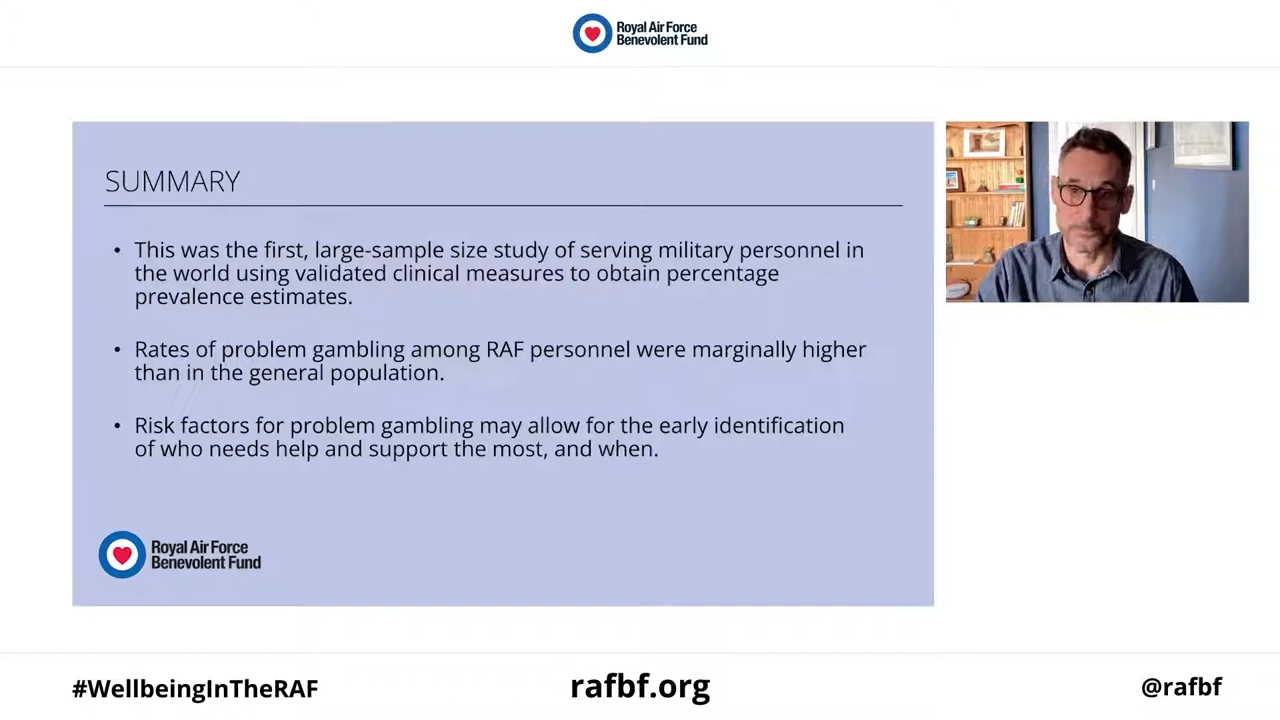 Royal Air Force
Benevolent Fund
SUMMARY
• This was the first, large-sample size study of serving military personnel in
the world using validated clinical measures to obtain percentage
prevalence estimates.
• Rates of problem gambling among RAF personnel were marginally higher
than in the general population.
• Risk factors for problem gambling may allow for the early identification
of who needs help and support the most, and when.
Royal Air Force
Benevolent Fund
#WellbeingInTheRAF
rafbf.org
@rafbf